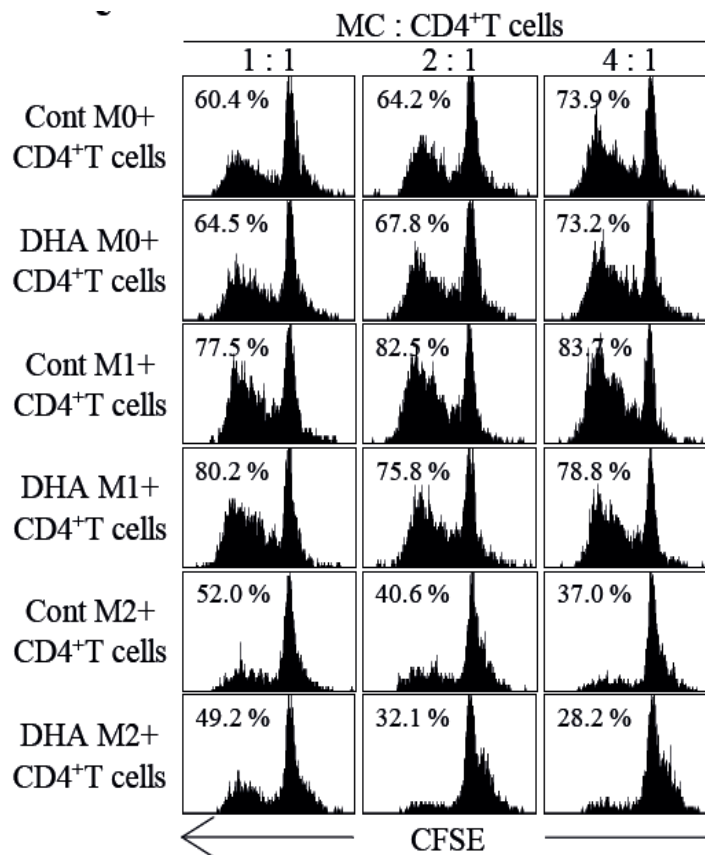 MC : CD4⁺T cells
1 : 1 2 : 1 4 : 1
Cont M0+
CD4⁺T cells
60.4 % 64.2 % 73.9 %
DHA M0+
CD4⁺T cells
64.5 % 67.8 % 73.2 %
Cont M1+
CD4⁺T cells
77.5 % 82.5 % 83.7 %
DHA M1+
CD4⁺T cells
80.2 % 75.8 % 78.8 %
Cont M2+
CD4⁺T cells
52.0 % 40.6 % 37.0 %
DHA M2+
CD4⁺T cells
49.2 % 32.1 % 28.2 %
CFSE